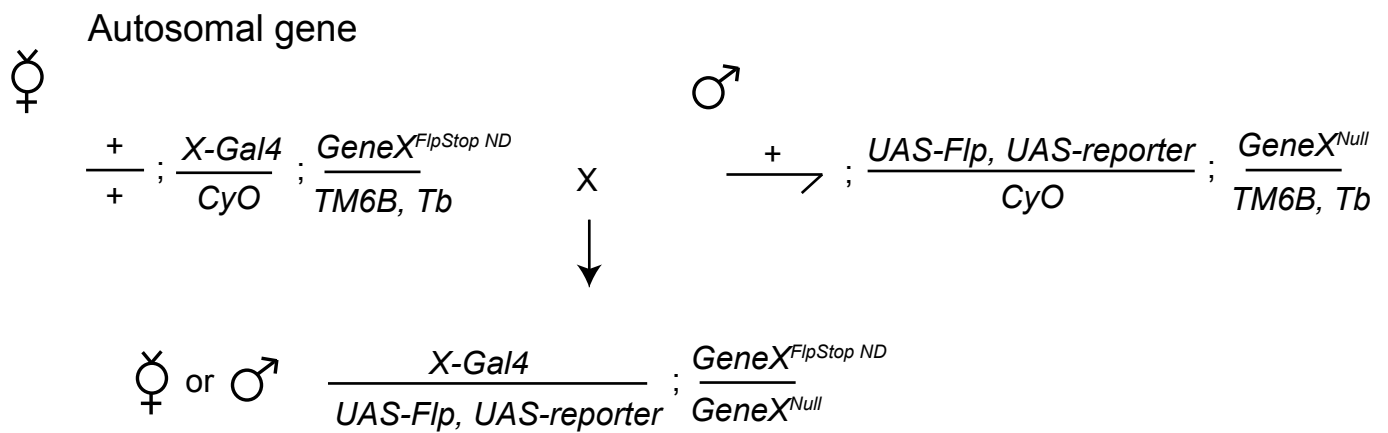 Autosomal gene
+ ; X-Gal4 ; GeneX^FlpStop ND X + ; UAS-Flp, UAS-reporter ; GeneX^Null
+ CyO TM6B, Tb CyO TM6B, Tb
or X-Gal4 ; GeneX^FlpStop ND
UAS-Flp, UAS-reporter GeneX^Null